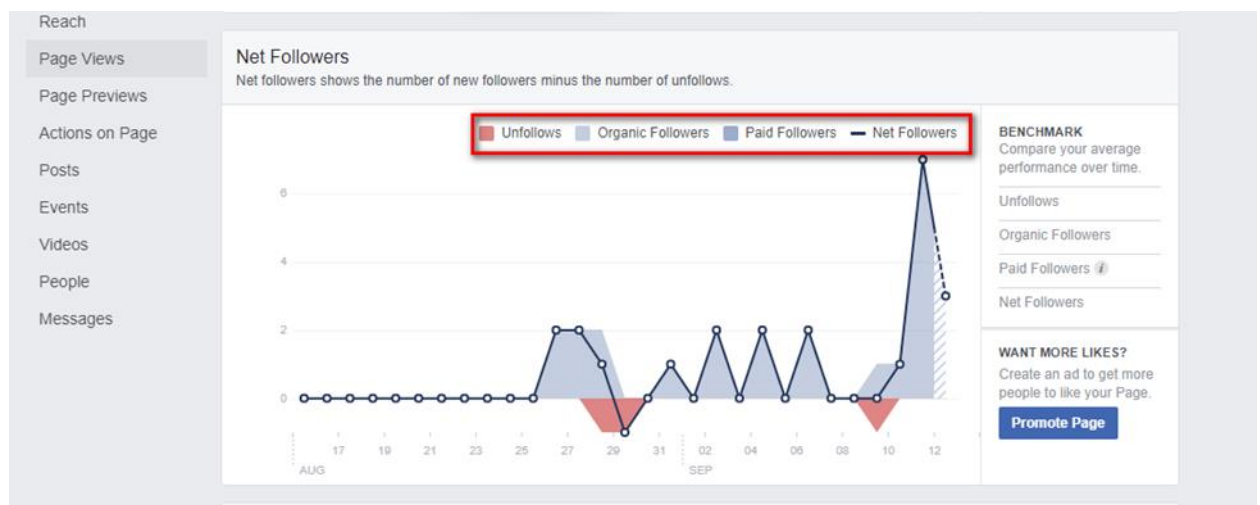 Reach
Page Views
Page Previews
Actions on Page
Posts
Events
Videos
People
Messages
Net Followers
Net followers shows the number of new followers minus the number of unfollows.
Unfollows Organic Followers Paid Followers Net Followers
6
4
2
0
17 19 21 23 25 27 29 31 02 04 06 08 10 12
AUG SEP
BENCHMARK
Compare your average
performance over time.
Unfollows
Organic Followers
Paid Followers i
Net Followers
WANT MORE LIKES?
Create an ad to get more
people to like your Page.
Promote Page